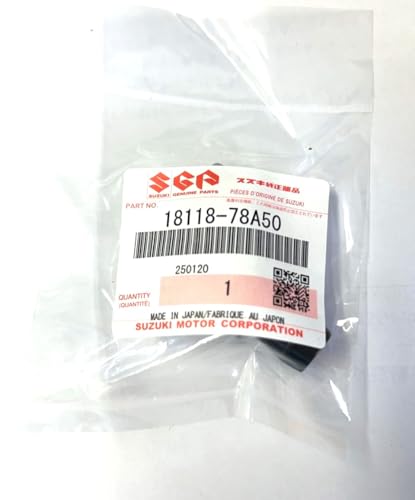 SGP
SUZUKI GENUINE PARTS
スズキ純正部品
PIÈCES D'ORIGINE DE SUZUKI
PART NO.
18118-78A50
250120
QUANTITY
(QUANTITÉ)
1
MADE IN JAPAN/FABRIQUE AU JAPON
SUZUKI MOTOR CORPORATION